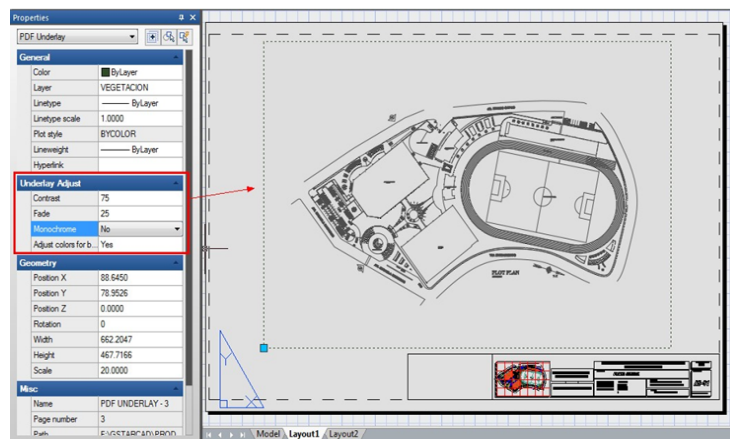 Properties
PDF Underlay
General
Color ByLayer
Layer VEGETACION
Linetype ByLayer
Linetype scale 1.0000
Plot style BYCOLOR
Lineweight ByLayer
Hyperlink
Underlay Adjust
Contrast 75
Fade 25
Monochrome No
Adjust colors for b... Yes
Geometry
Position X 88.6450
Position Y 78.9526
Position Z 0.0000
Rotation 0
Width 662.2047
Height 467.7166
Scale 20.0000
Misc
Name PDF UNDERLAY - 3
Page number 3
Path F:\GSTARCAD\PROD
PLOT PLAN
Y
X
Model Layout1 Layout2